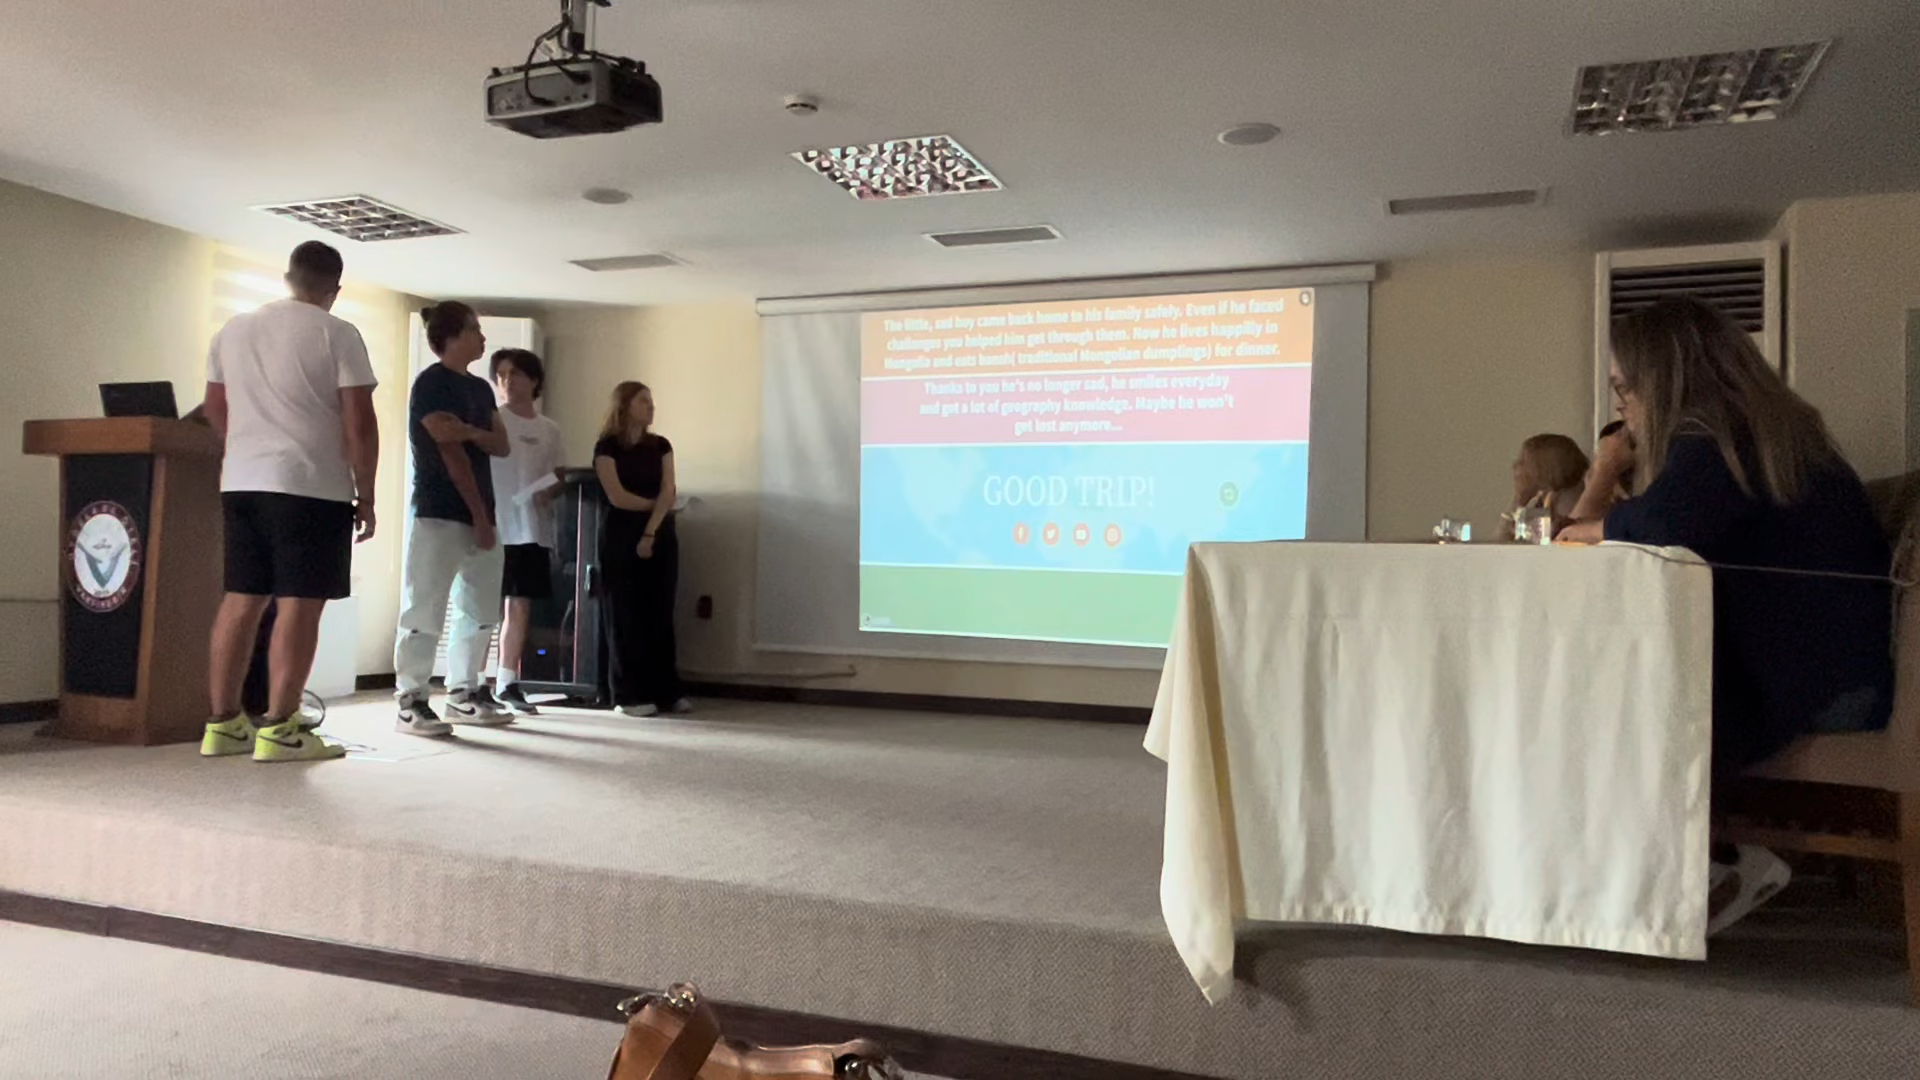 The little, sad boy came back home to his family safely. Even if he faced
challenges you helped him get through them. Now he lives happily in
Mongolia and eats bansh( traditional Mongolian dumplings) for dinner.
Thanks to you he's no longer sad, he smiles everyday
and got a lot of geography knowledge. Maybe he won't
get lost anymore...
GOOD TRIP!